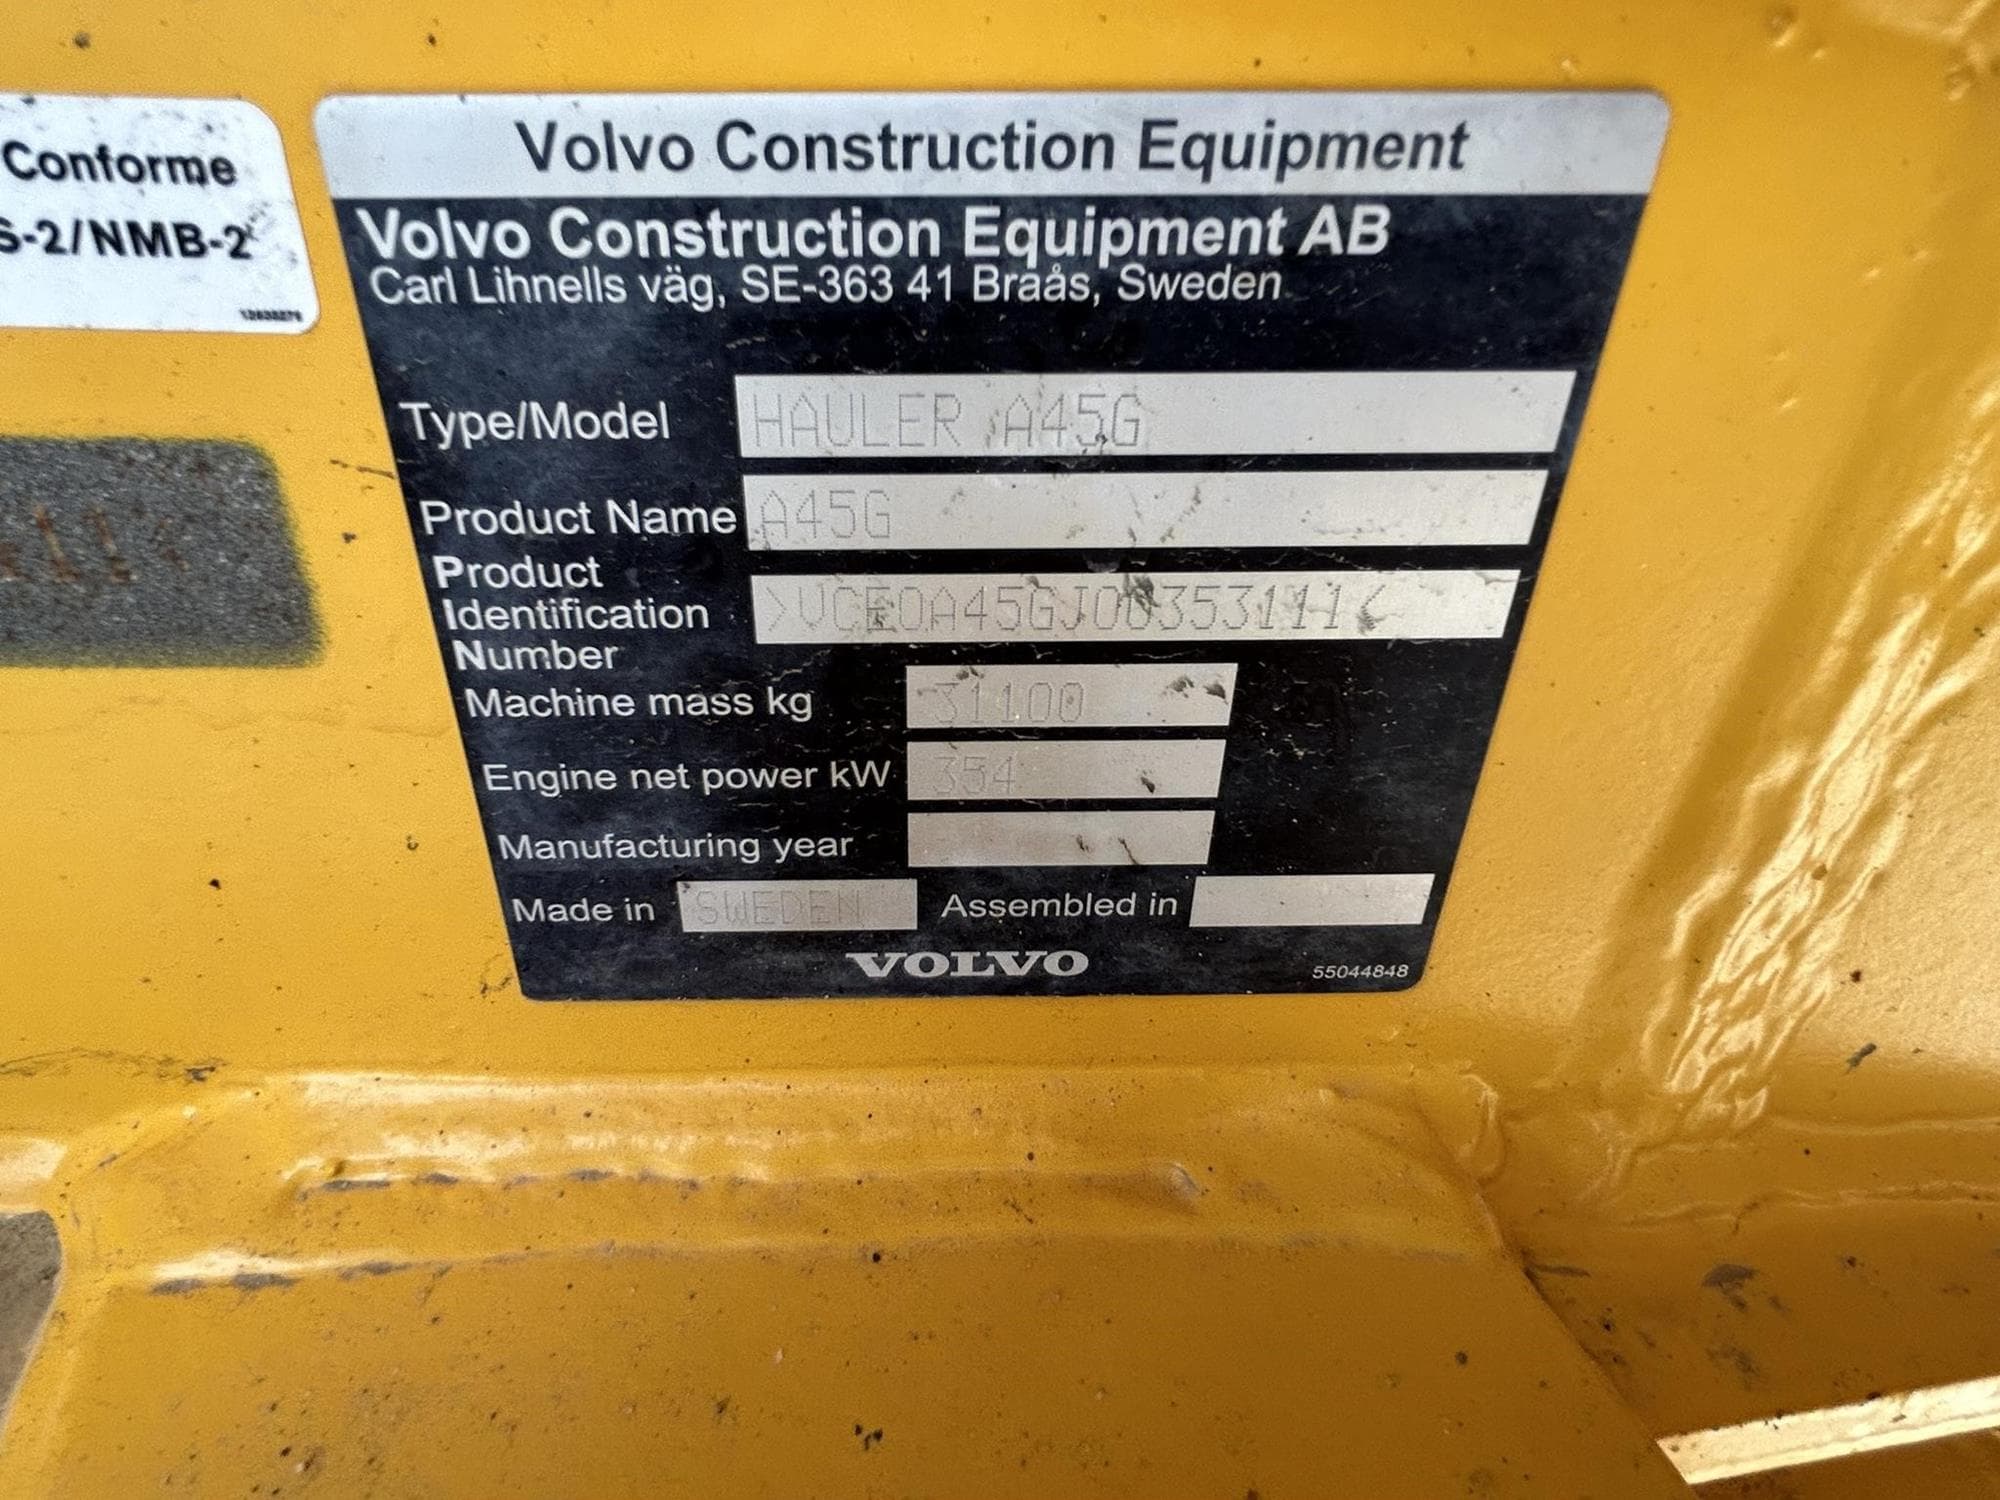 Conforme
S-2/NMB-2
Volvo Construction Equipment
Volvo Construction Equipment AB
Carl Lihnells väg, SE-363 41 Braås, Sweden
Type/Model HAULER A45G
Product Name A45G
Product
Identification >VCE0A45GJ00353111<
Number
Machine mass kg 31100
Engine net power kW 354
Manufacturing year
Made in SWEDEN Assembled in
VOLVO 55044848